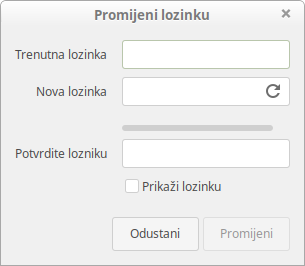 Promijeni lozinku
Trenutna lozinka
Nova lozinka
Potvrdite lozniku
Prikaži lozinku
Odustani
Promijeni